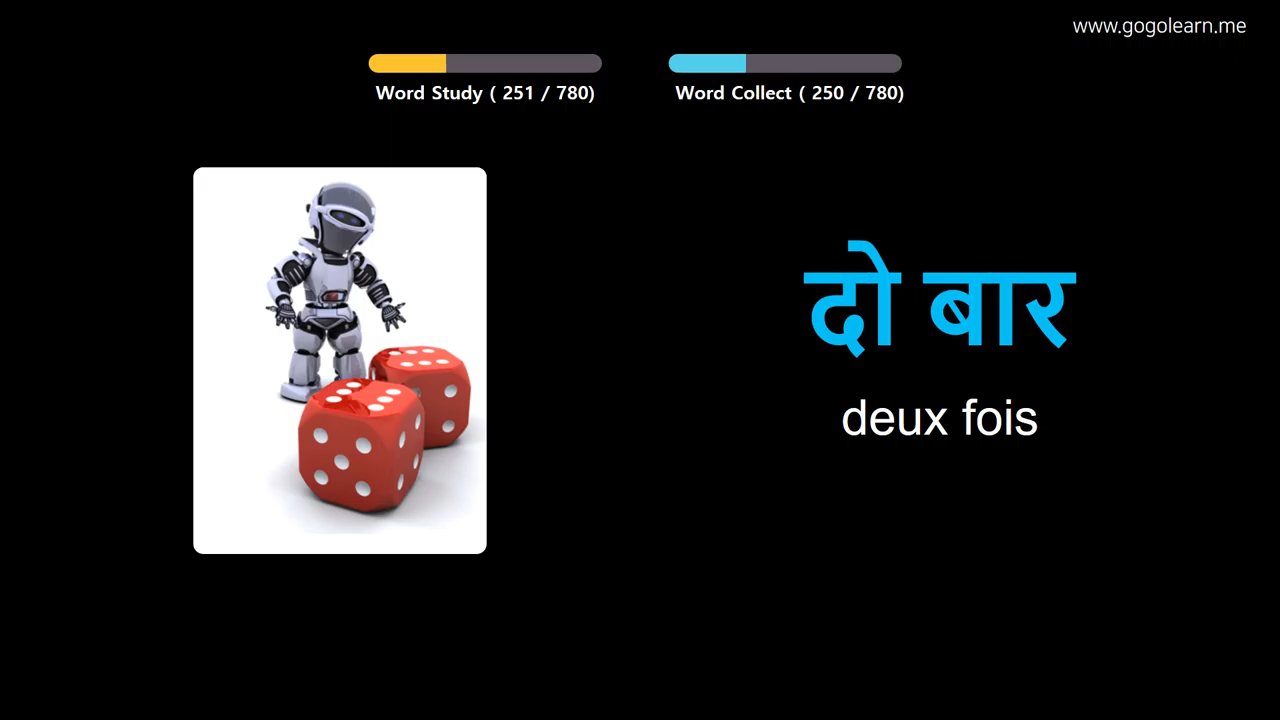 www.gogolearn.me
Word Study ( 251 / 780)
Word Collect ( 250 / 780)
दो बार
deux fois